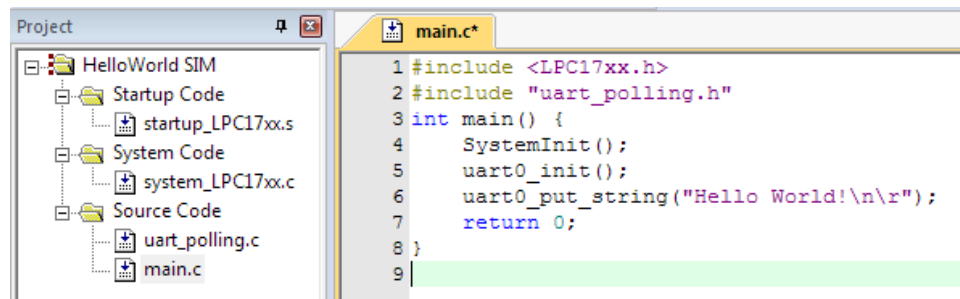 Project
HelloWorld SIM
Startup Code
startup_LPC17xx.s
System Code
system_LPC17xx.c
Source Code
uart_polling.c
main.c
main.c*
1 #include <LPC17xx.h>
2 #include "uart_polling.h"
3 int main() {
4     SystemInit();
5     uart0_init();
6     uart0_put_string("Hello World!\n\r");
7     return 0;
8 }
9